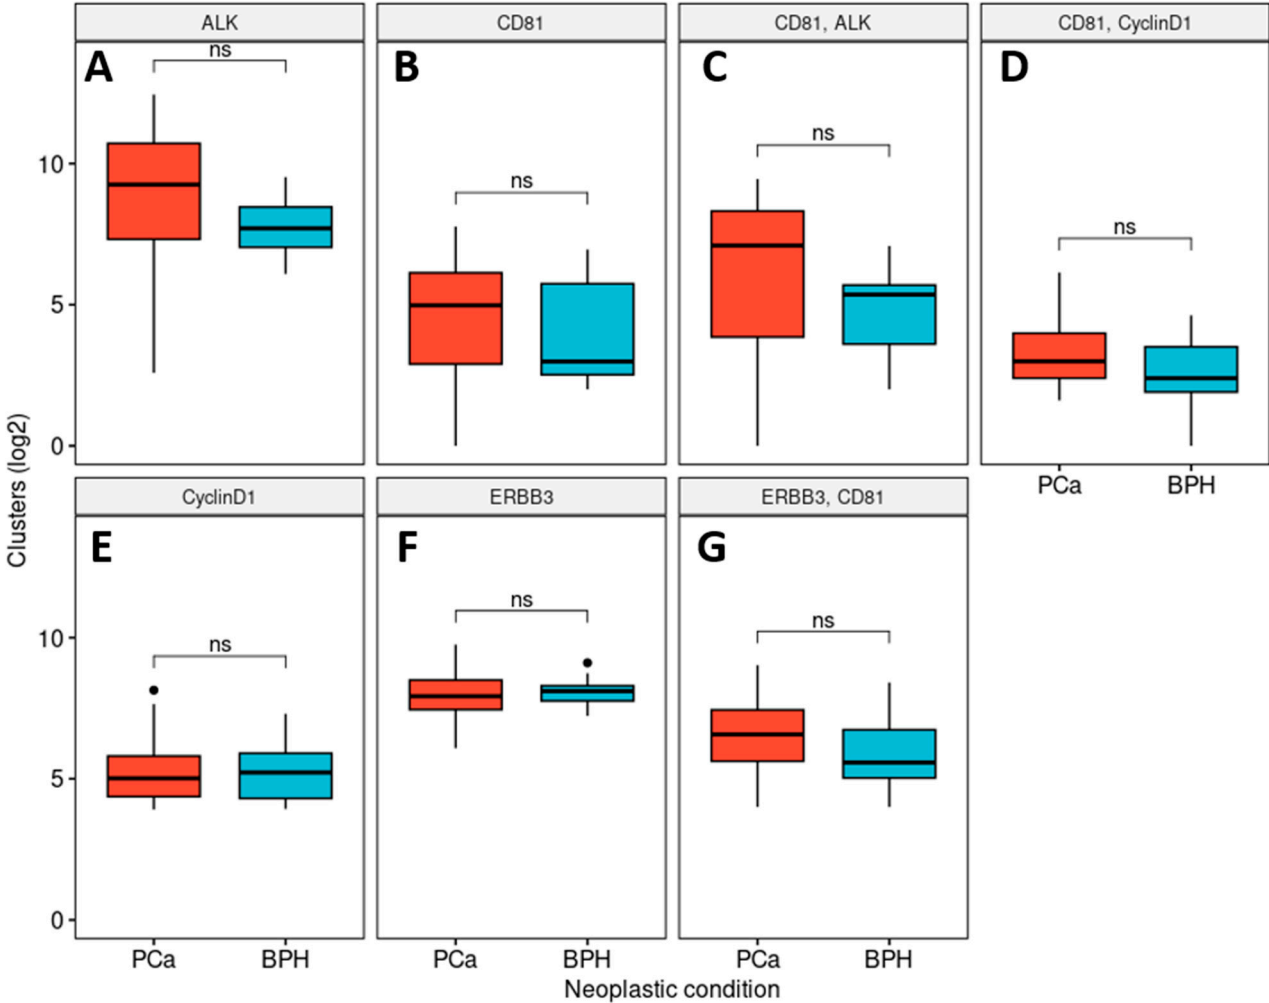 ALK
CD81
CD81, ALK
CD81, CyclinD1
A
ns
B
ns
C
ns
D
ns
10
5
0
PCa
BPH
Clusters (log2)
CyclinD1
ERBB3
ERBB3, CD81
E
ns
F
ns
G
ns
10
5
0
PCa
BPH
PCa
BPH
PCa
BPH
Neoplastic condition